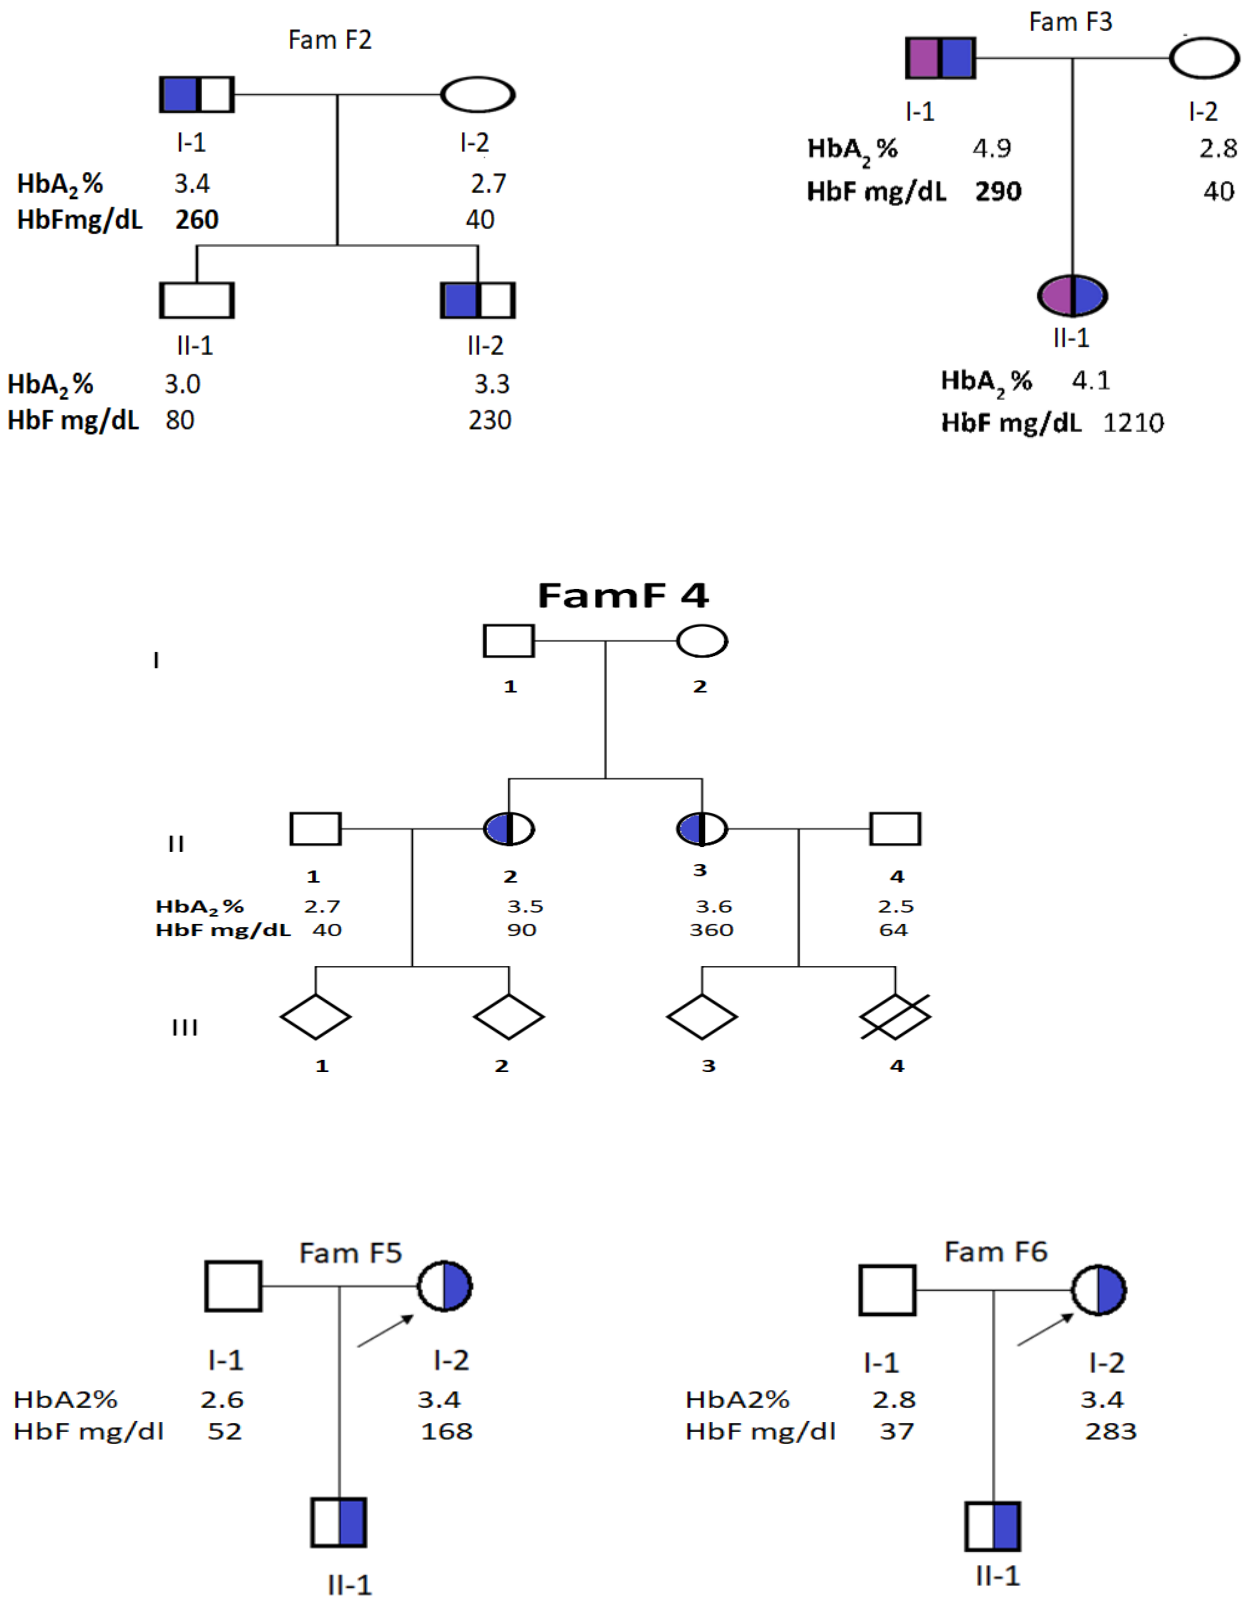 Fam F2
I-1 I-2
HbA2 % 3.4 2.7
HbFmg/dL 260 40
II-1 II-2
HbA2 % 3.0 3.3
HbF mg/dL 80 230
Fam F3
I-1 I-2
HbA2 % 4.9 2.8
HbF mg/dL 290 40
II-1
HbA2 % 4.1
HbF mg/dL 1210
FamF 4
I
1 2
II
1 2 3 4
HbA2 % 2.7 3.5 3.6 2.5
HbF mg/dL 40 90 360 64
III
1 2 3 4
Fam F5
I-1 I-2
HbA2% 2.6 3.4
HbF mg/dl 52 168
II-1
Fam F6
I-1 I-2
HbA2% 2.8 3.4
HbF mg/dl 37 283
II-1